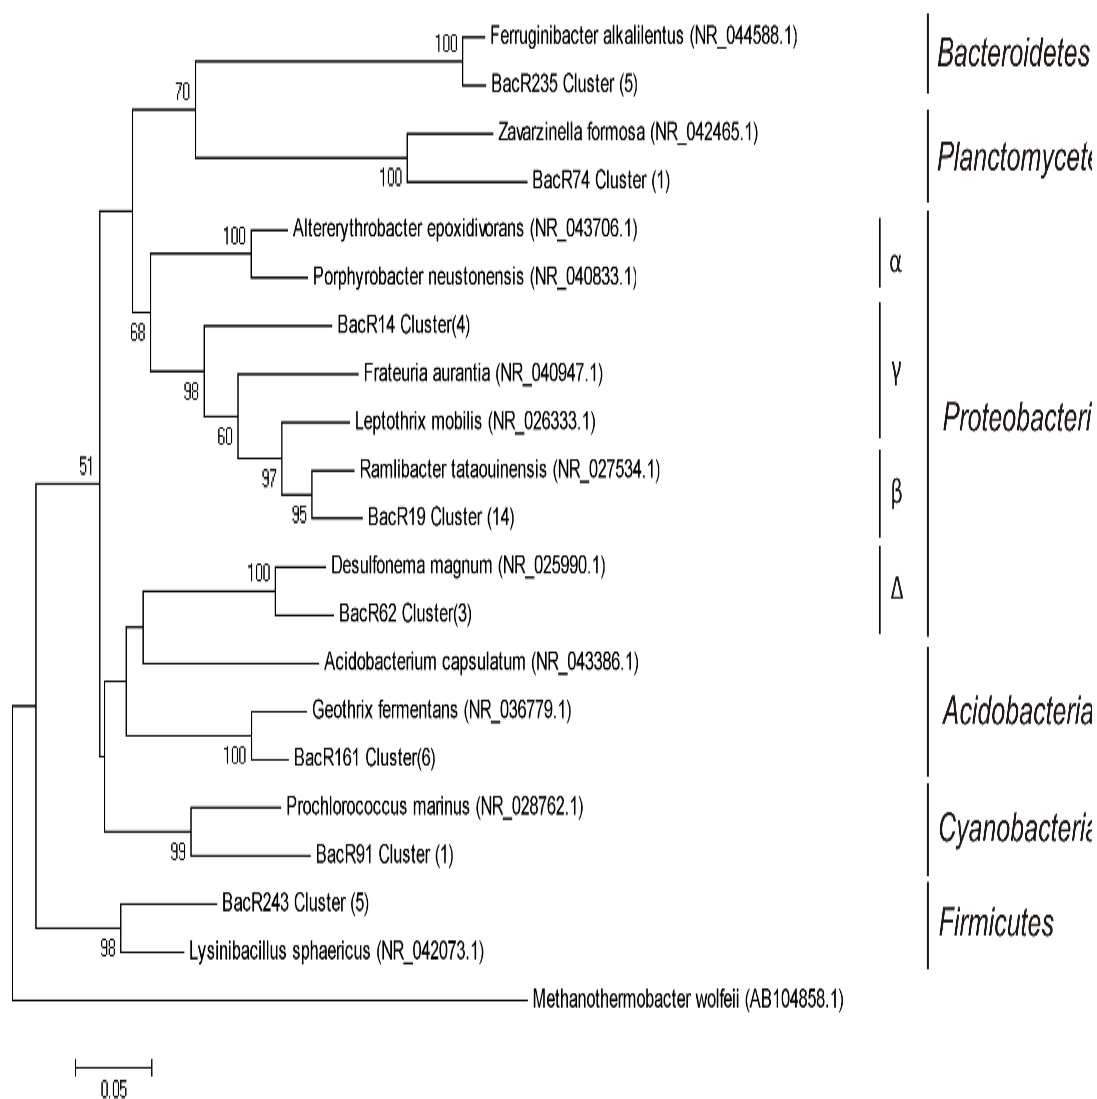 Ferruginibacter alkalilentus (NR_044588.1)
100
Bacteroidetes
BacR235 Cluster (5)
70
Zavarzinella formosa (NR_042465.1)
Planctomycete
100
BacR74 Cluster (1)
Altererythrobacter epoxidivorans (NR_043706.1)
100
α
Porphyrobacter neustonensis (NR_040833.1)
BacR14 Cluster(4)
68
Frateuria aurantia (NR_040947.1)
γ
98
Leptothrix mobilis (NR_026333.1)
Proteobacteri
60
51
Ramlibacter tataouinensis (NR_027534.1)
97
β
BacR19 Cluster (14)
95
Desulfonema magnum (NR_025990.1)
100
Δ
BacR62 Cluster(3)
Acidobacterium capsulatum (NR_043386.1)
Geothrix fermentans (NR_036779.1)
Acidobacteria
100
BacR161 Cluster(6)
Prochlorococcus marinus (NR_028762.1)
Cyanobacteria
99
BacR91 Cluster (1)
BacR243 Cluster (5)
Firmicutes
98
Lysinibacillus sphaericus (NR_042073.1)
Methanothermobacter wolfeii (AB104858.1)
0.05